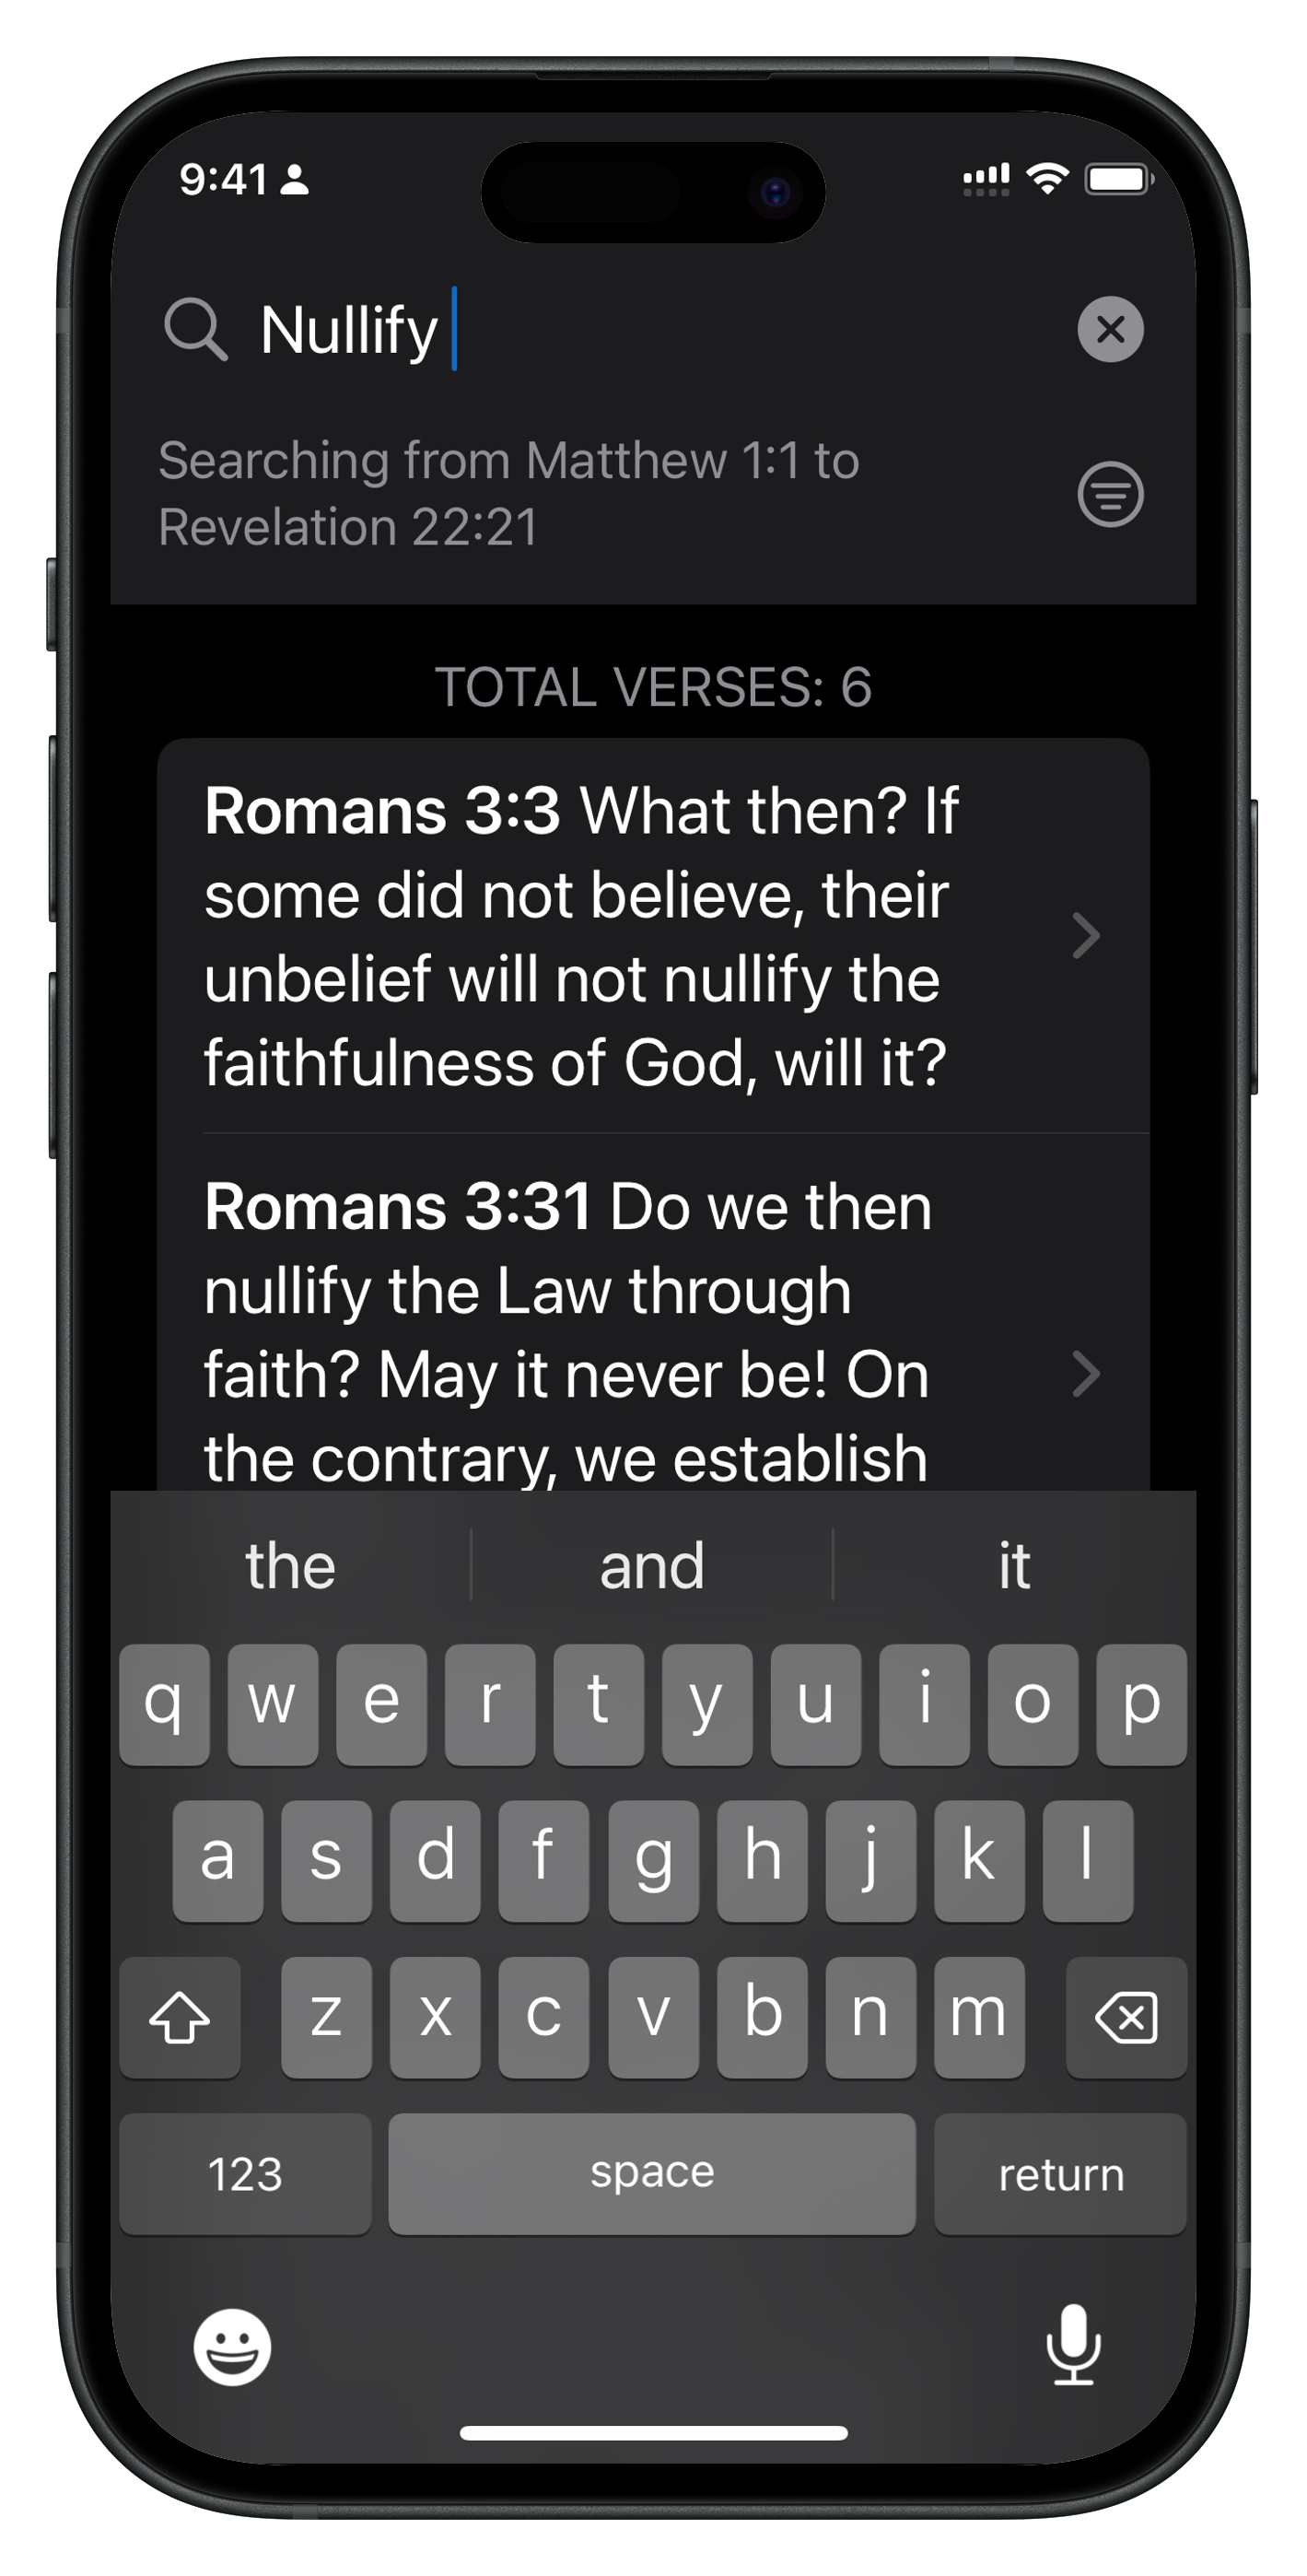 9:41
Nullify
Searching from Matthew 1:1 to
Revelation 22:21
TOTAL VERSES: 6
Romans 3:3 What then? If
some did not believe, their
unbelief will not nullify the
faithfulness of God, will it?
Romans 3:31 Do we then
nullify the Law through
faith? May it never be! On
the contrary, we establish
the and it
q w e r t y u i o p
a s d f g h j k l
z x c v b n m
123 space return